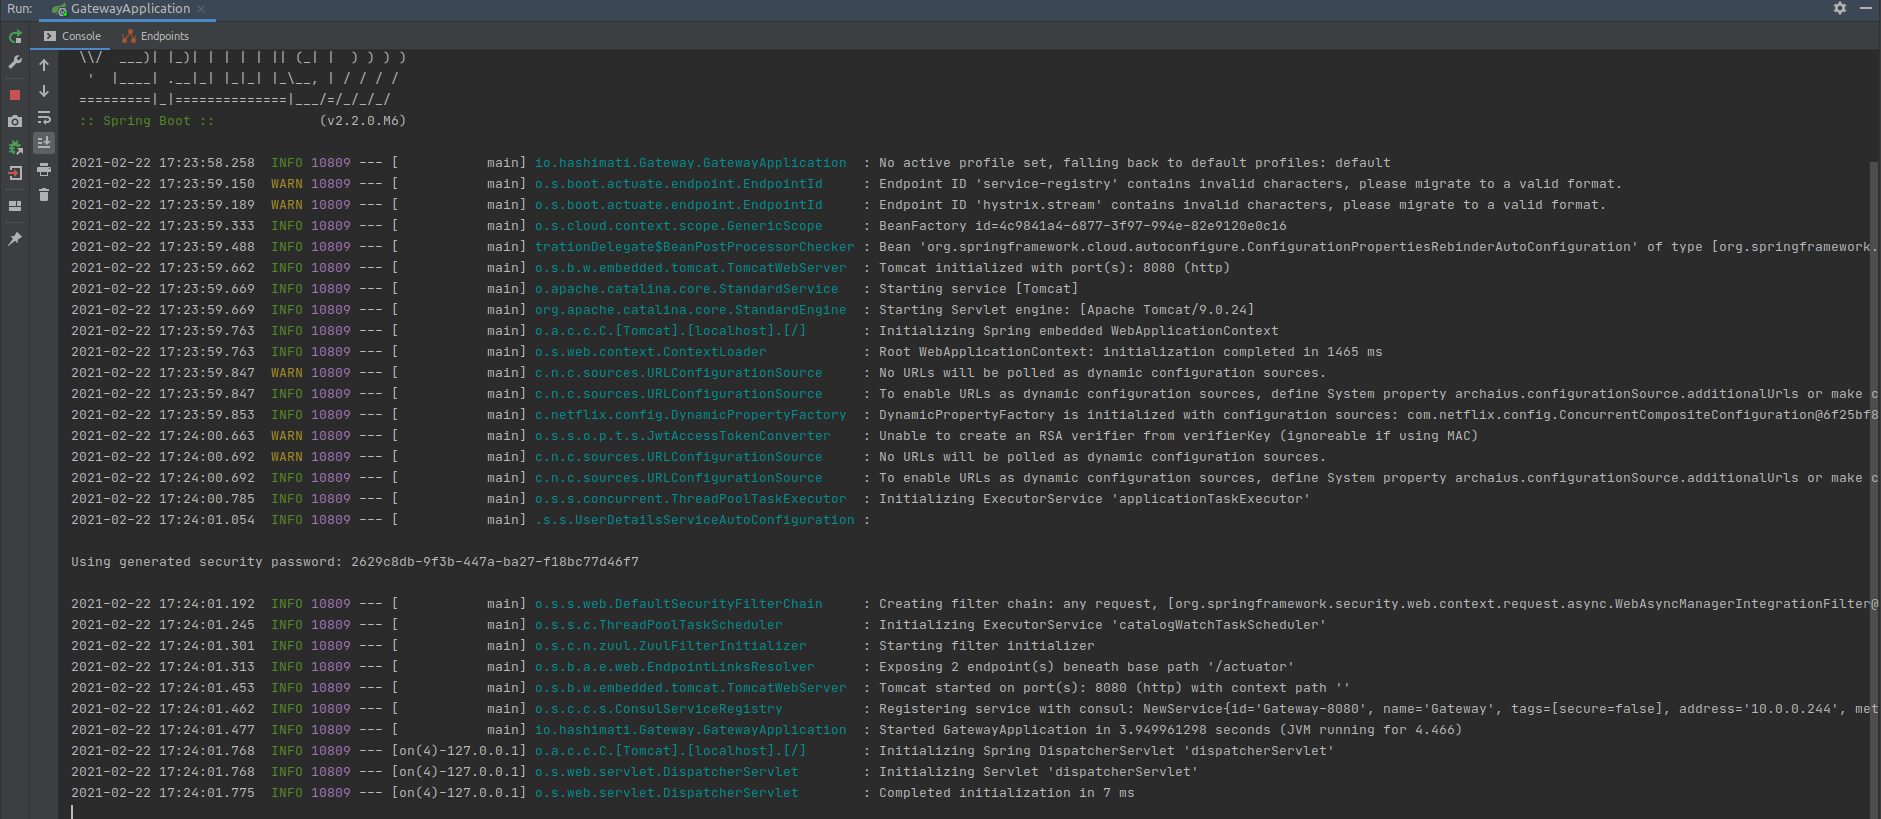 Run: GatewayApplication
Console Endpoints
\\/  ___)| |_)| | | | | || (_| |  ) ) ) )
'  |____| .__|_| |_|_| |_\__, | / / / /
=========|_|==============|___/=/_/_/_/
:: Spring Boot :: (v2.2.0.M6)
2021-02-22 17:23:58.258 INFO 10809 --- [ main] io.hashimati.Gateway.GatewayApplication : No active profile set, falling back to default profiles: default
2021-02-22 17:23:59.150 WARN 10809 --- [ main] o.s.boot.actuate.endpoint.EndpointId : Endpoint ID 'service-registry' contains invalid characters, please migrate to a valid format.
2021-02-22 17:23:59.189 WARN 10809 --- [ main] o.s.boot.actuate.endpoint.EndpointId : Endpoint ID 'hystrix.stream' contains invalid characters, please migrate to a valid format.
2021-02-22 17:23:59.333 INFO 10809 --- [ main] o.s.cloud.context.scope.GenericScope : BeanFactory id=4c9841a4-6877-3f97-994e-82e9120e0c16
2021-02-22 17:23:59.488 INFO 10809 --- [ main] trationDelegate$BeanPostProcessorChecker : Bean 'org.springframework.cloud.autoconfigure.ConfigurationPropertiesRebinderAutoConfiguration' of type [org.springframework.
2021-02-22 17:23:59.662 INFO 10809 --- [ main] o.s.b.w.embedded.tomcat.TomcatWebServer : Tomcat initialized with port(s): 8080 (http)
2021-02-22 17:23:59.669 INFO 10809 --- [ main] o.apache.catalina.core.StandardService : Starting service [Tomcat]
2021-02-22 17:23:59.669 INFO 10809 --- [ main] org.apache.catalina.core.StandardEngine : Starting Servlet engine: [Apache Tomcat/9.0.24]
2021-02-22 17:23:59.763 INFO 10809 --- [ main] o.a.c.c.C.[Tomcat].[localhost].[/] : Initializing Spring embedded WebApplicationContext
2021-02-22 17:23:59.763 INFO 10809 --- [ main] o.s.web.context.ContextLoader : Root WebApplicationContext: initialization completed in 1465 ms
2021-02-22 17:23:59.847 WARN 10809 --- [ main] c.n.c.sources.URLConfigurationSource : No URLs will be polled as dynamic configuration sources.
2021-02-22 17:23:59.847 INFO 10809 --- [ main] c.n.c.sources.URLConfigurationSource : To enable URLs as dynamic configuration sources, define System property archaius.configurationSource.additionalUrls or make c
2021-02-22 17:23:59.853 INFO 10809 --- [ main] c.netflix.config.DynamicPropertyFactory : DynamicPropertyFactory is initialized with configuration sources: com.netflix.config.ConcurrentCompositeConfiguration@6f25bf8
2021-02-22 17:24:00.663 WARN 10809 --- [ main] o.s.s.o.p.t.s.JwtAccessTokenConverter : Unable to create an RSA verifier from verifierKey (ignoreable if using MAC)
2021-02-22 17:24:00.692 WARN 10809 --- [ main] c.n.c.sources.URLConfigurationSource : No URLs will be polled as dynamic configuration sources.
2021-02-22 17:24:00.692 INFO 10809 --- [ main] c.n.c.sources.URLConfigurationSource : To enable URLs as dynamic configuration sources, define System property archaius.configurationSource.additionalUrls or make c
2021-02-22 17:24:00.785 INFO 10809 --- [ main] o.s.s.concurrent.ThreadPoolTaskExecutor : Initializing ExecutorService 'applicationTaskExecutor'
2021-02-22 17:24:01.054 INFO 10809 --- [ main] .s.s.UserDetailsServiceAutoConfiguration :
Using generated security password: 2629c8db-9f3b-447a-ba27-f18bc77d46f7
2021-02-22 17:24:01.192 INFO 10809 --- [ main] o.s.s.web.DefaultSecurityFilterChain : Creating filter chain: any request, [org.springframework.security.web.context.request.async.WebAsyncManagerIntegrationFilter@
2021-02-22 17:24:01.245 INFO 10809 --- [ main] o.s.s.c.ThreadPoolTaskScheduler : Initializing ExecutorService 'catalogWatchTaskScheduler'
2021-02-22 17:24:01.301 INFO 10809 --- [ main] o.s.c.n.zuul.ZuulFilterInitializer : Starting filter initializer
2021-02-22 17:24:01.313 INFO 10809 --- [ main] o.s.b.a.e.web.EndpointLinksResolver : Exposing 2 endpoint(s) beneath base path '/actuator'
2021-02-22 17:24:01.453 INFO 10809 --- [ main] o.s.b.w.embedded.tomcat.TomcatWebServer : Tomcat started on port(s): 8080 (http) with context path ''
2021-02-22 17:24:01.462 INFO 10809 --- [ main] o.s.c.c.s.ConsulServiceRegistry : Registering service with consul: NewService{id='Gateway-8080', name='Gateway', tags=[secure=false], address='10.0.0.244', met
2021-02-22 17:24:01.477 INFO 10809 --- [ main] io.hashimati.Gateway.GatewayApplication : Started GatewayApplication in 3.949961298 seconds (JVM running for 4.466)
2021-02-22 17:24:01.768 INFO 10809 --- [on(4)-127.0.0.1] o.a.c.c.C.[Tomcat].[localhost].[/] : Initializing Spring DispatcherServlet 'dispatcherServlet'
2021-02-22 17:24:01.768 INFO 10809 --- [on(4)-127.0.0.1] o.s.web.servlet.DispatcherServlet : Initializing Servlet 'dispatcherServlet'
2021-02-22 17:24:01.775 INFO 10809 --- [on(4)-127.0.0.1] o.s.web.servlet.DispatcherServlet : Completed initialization in 7 ms